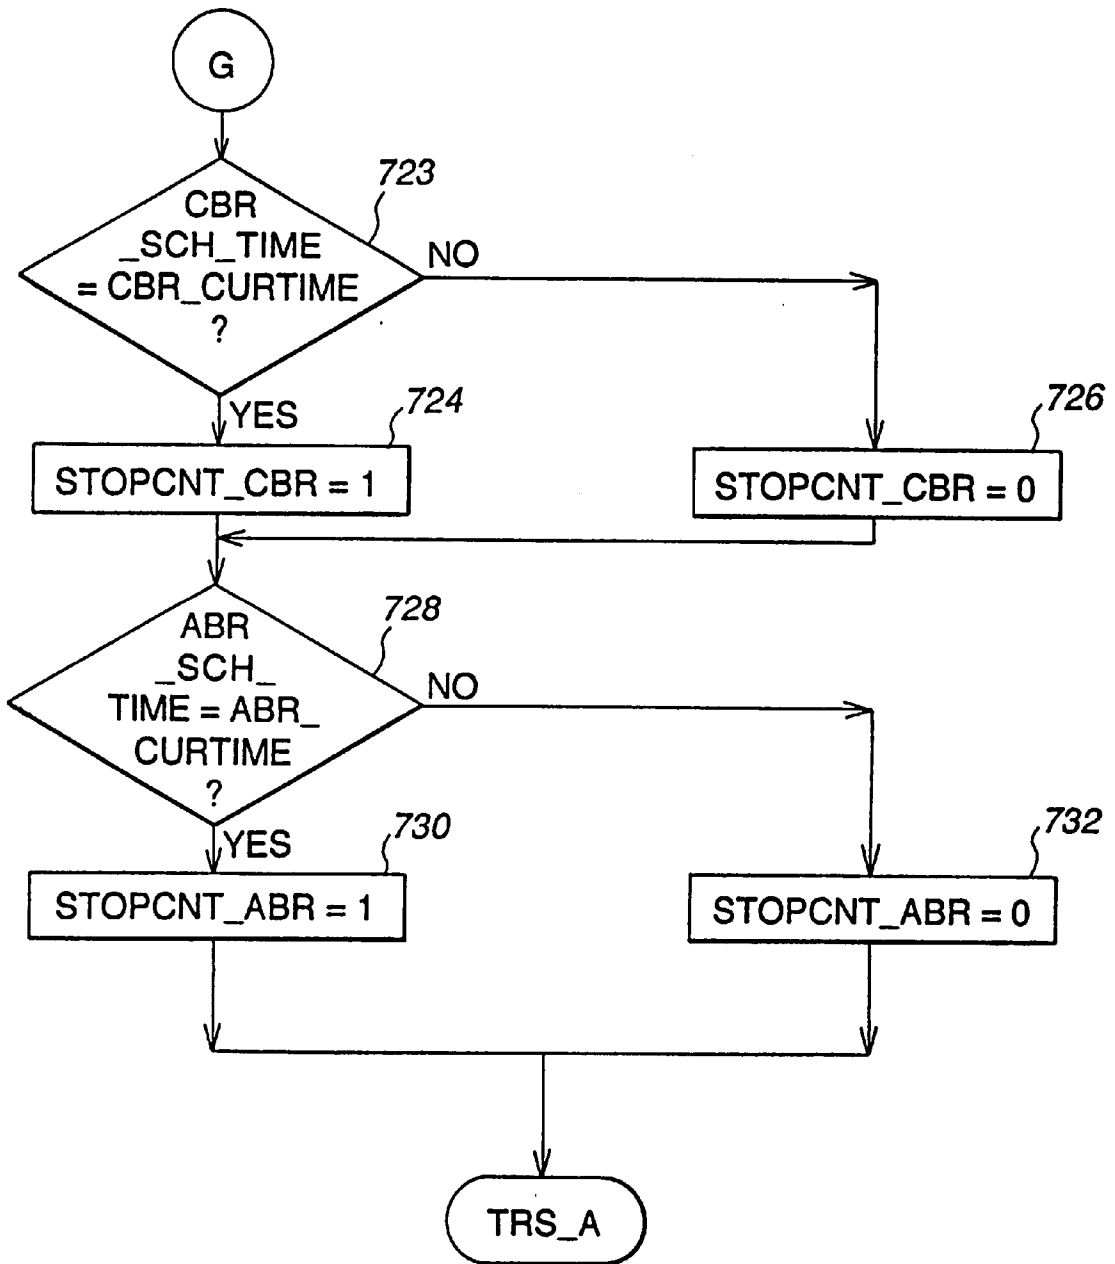 G
723
CBR
_SCH_TIME
= CBR_CURTIME
?
NO
YES
724
STOPCNT_CBR = 1
726
STOPCNT_CBR = 0
728
ABR
_SCH_
TIME = ABR_
CURTIME
?
NO
YES
730
STOPCNT_ABR = 1
732
STOPCNT_ABR = 0
TRS_A